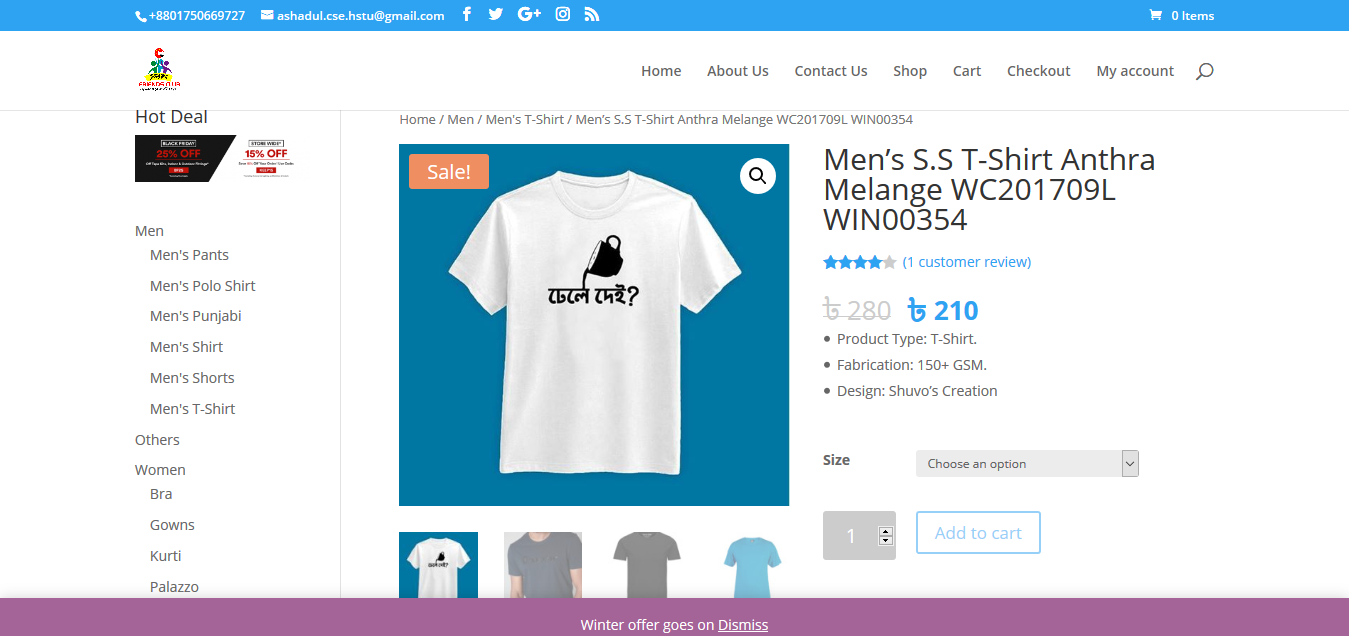 +8801750669727 ashadul.cse.hstu@gmail.com 0 Items
FRIENDS CLUB
Home About Us Contact Us Shop Cart Checkout My account
Hot Deal
BLACK FRIDAY
25% OFF
STORE WIDE*
15% OFF
Home / Men / Men's T-Shirt / Men’s S.S T-Shirt Anthra Melange WC201709L WIN00354
Men
Men's Pants
Men's Polo Shirt
Men's Punjabi
Men's Shirt
Men's Shorts
Men's T-Shirt
Others
Women
Bra
Gowns
Kurti
Palazzo
Sale!
ঢেলে দেই?
Men’s S.S T-Shirt Anthra
Melange WC201709L
WIN00354
(1 customer review)
৳ 280 ৳ 210
Product Type: T-Shirt.
Fabrication: 150+ GSM.
Design: Shuvo’s Creation
Size Choose an option
1 Add to cart
ঢেলে দেই?
Winter offer goes on Dismiss